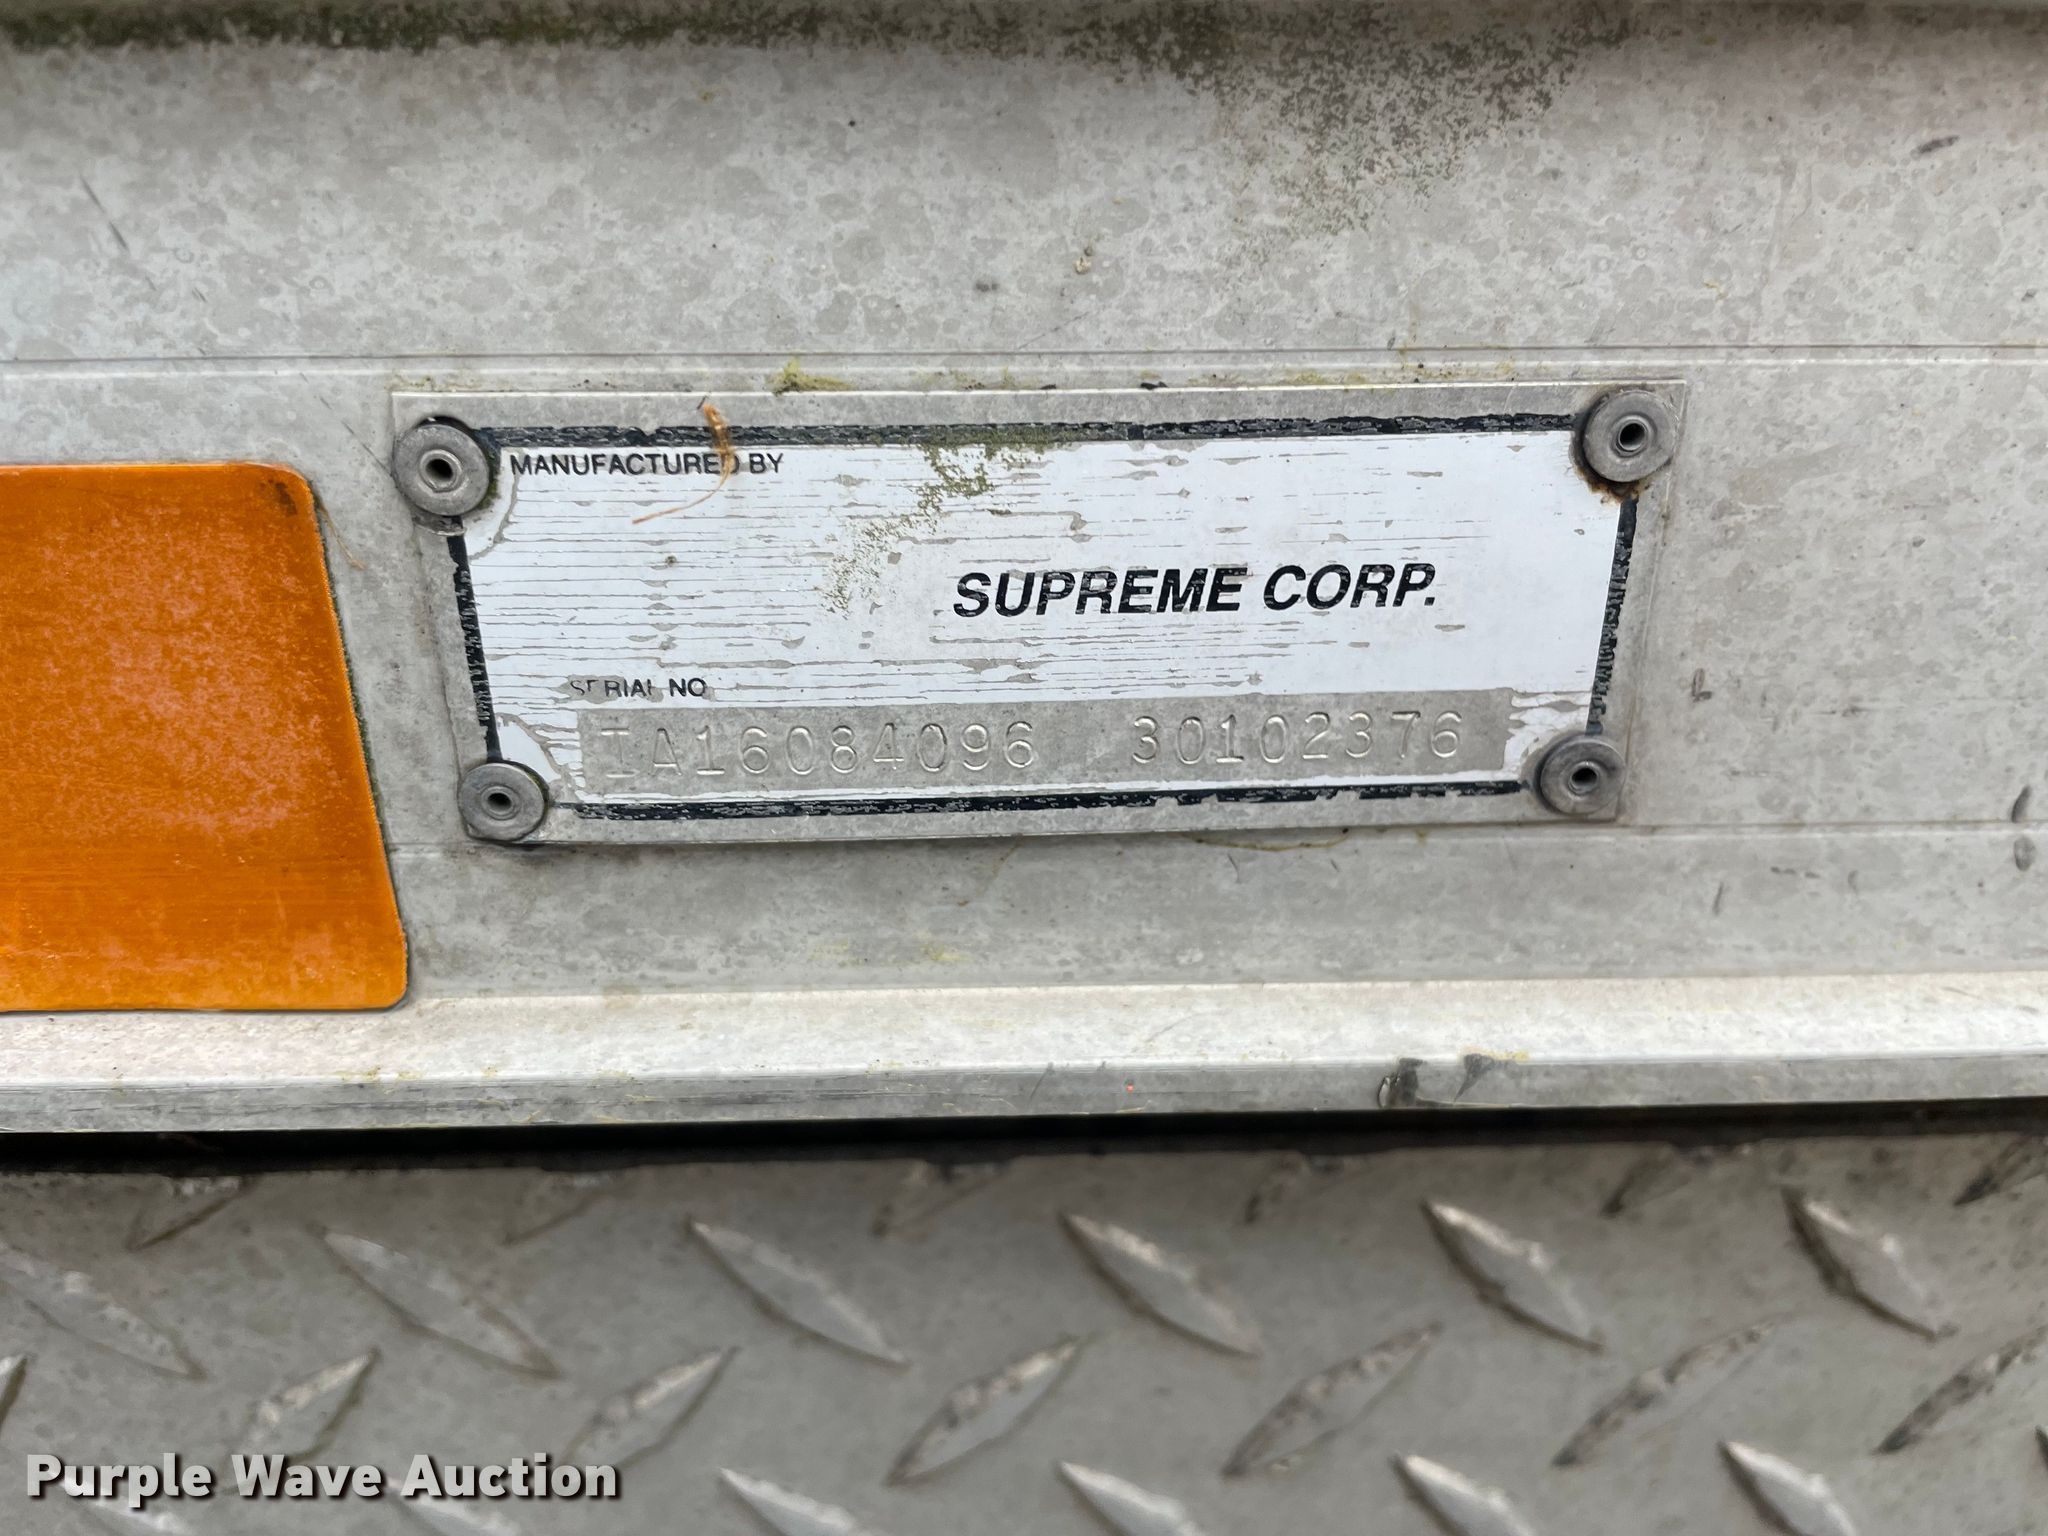 MANUFACTURED BY
SUPREME CORP.
SERIAL NO
IA16084096 30102376
Purple Wave Auction